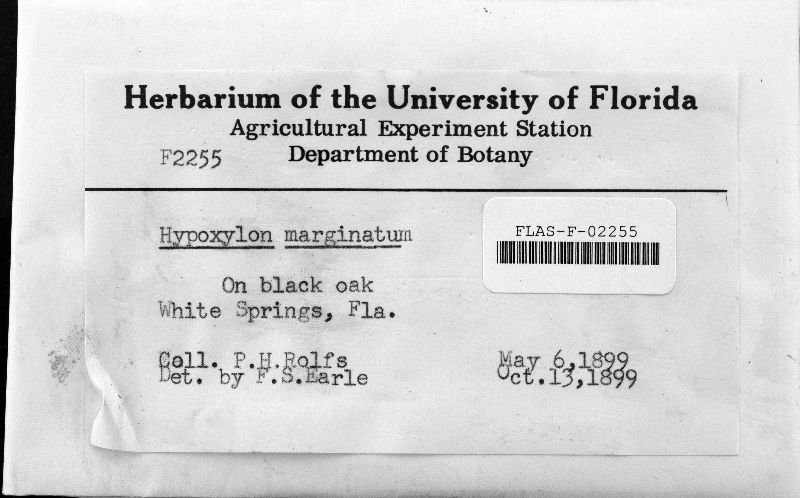 Herbarium of the University of Florida
Agricultural Experiment Station
F2255 Department of Botany
Hypoxylon marginatum
FLAS-F-02255
On black oak
White Springs, Fla.
Coll. P.H.Rolfs May 6,1899
Det. by F.S.Earle Oct.13,1899